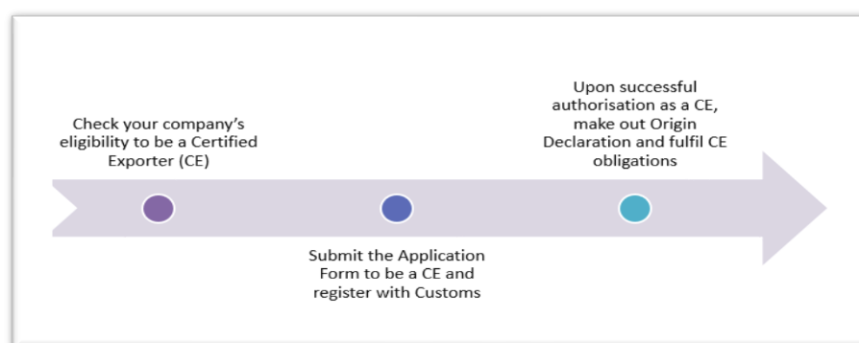 Check your company's
eligibility to be a Certified
Exporter (CE)
Submit the Application
Form to be a CE and
register with Customs
Upon successful
authorisation as a CE,
make out Origin
Declaration and fulfil CE
obligations